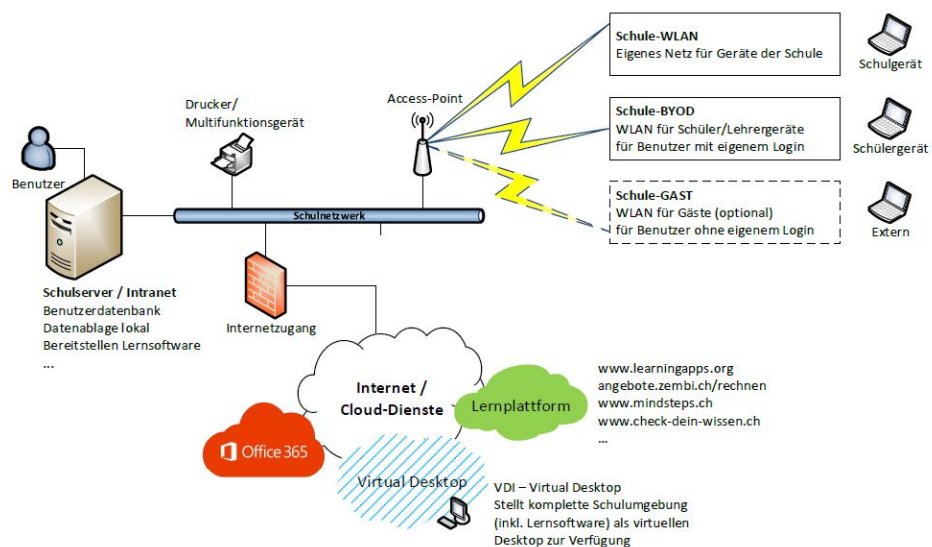 Schule-WLAN
Eigenes Netz für Geräte der Schule
Schulgerät
Access-Point
Drucker/
Multifunktionsgerät
Schule-BYOD
WLAN für Schüler/Lehrergeräte
für Benutzer mit eigenem Login
Schülergerät
Benutzer
Schule-GAST
WLAN für Gäste (optional)
für Benutzer ohne eigenem Login
Extern
Schulnetzwerk
Schulserver / Intranet
Benutzerdatenbank
Datenablage lokal
Bereitstellen Lernsoftware
...
Internetzugang
Internet /
Cloud-Dienste
Lernplattform
www.learningapps.org
angebote.zembi.ch/rechnen
www.mindsteps.ch
www.check-dein-wissen.ch
...
Office 365
Virtual Desktop
VDI – Virtual Desktop
Stellt komplette Schulumgebung
(inkl. Lernsoftware) als virtuellen
Desktop zur Verfügung